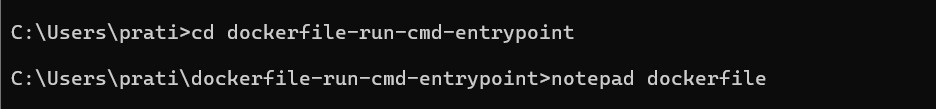 C:\Users\prati>cd dockerfile-run-cmd-entrypoint
C:\Users\prati\dockerfile-run-cmd-entrypoint>notepad dockerfile